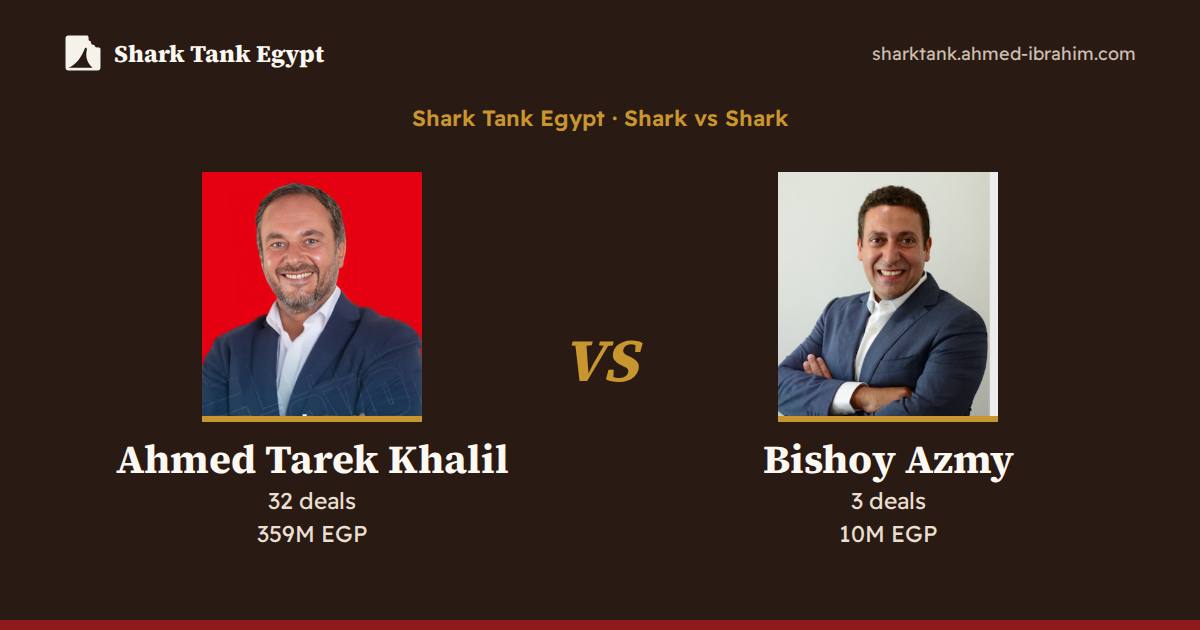 Shark Tank Egypt
sharktank.ahmed-ibrahim.com
Shark Tank Egypt · Shark vs Shark
VS
Ahmed Tarek Khalil
32 deals
359M EGP
Bishoy Azmy
3 deals
10M EGP